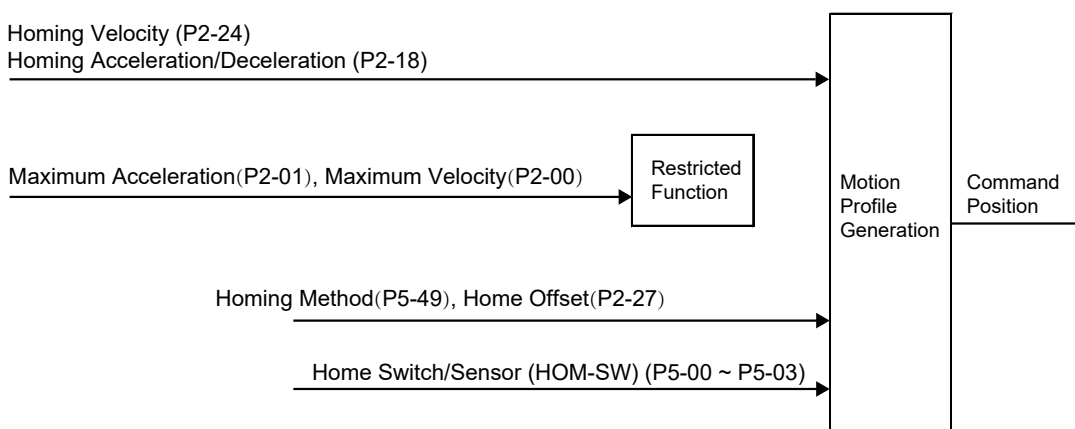 Homing Velocity (P2-24)
Homing Acceleration/Deceleration (P2-18)
Maximum Acceleration(P2-01), Maximum Velocity(P2-00)
Restricted
Function
Motion
Profile
Generation
Command
Position
Homing Method(P5-49), Home Offset(P2-27)
Home Switch/Sensor (HOM-SW) (P5-00 ~ P5-03)